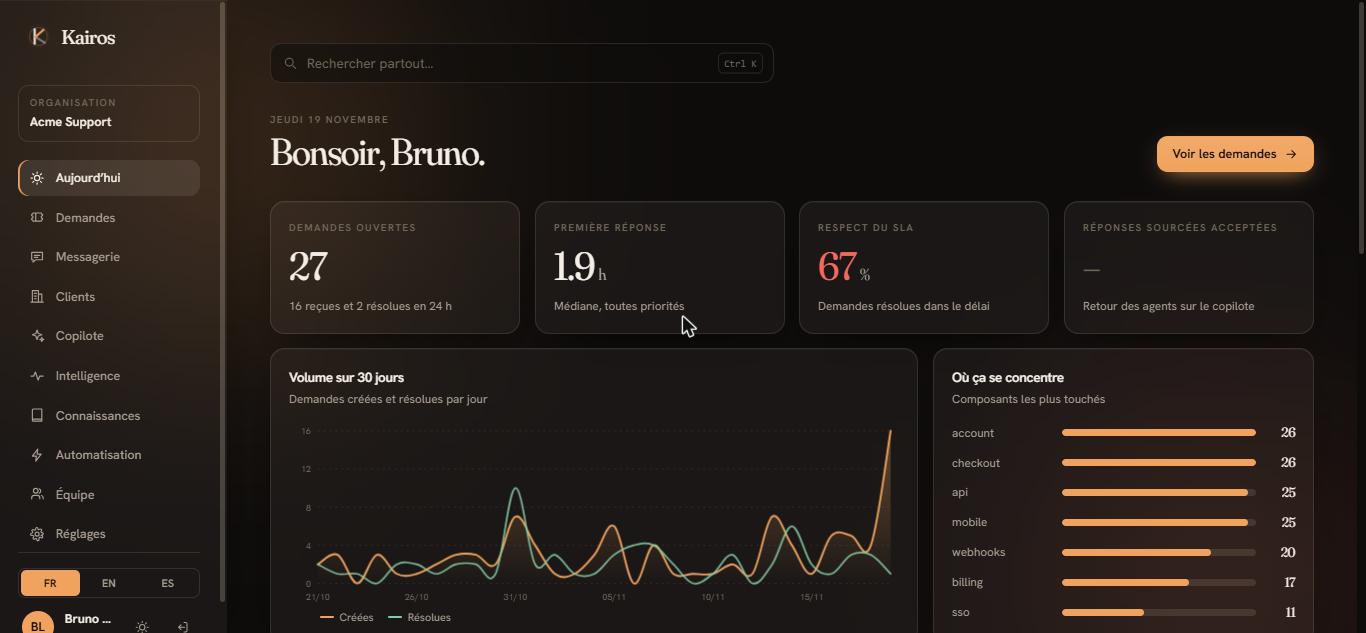 Kairos
ORGANISATION
Acme Support
Aujourd’hui
Demandes
Messagerie
Clients
Copilote
Intelligence
Connaissances
Automatisation
Équipe
Réglages
FR EN ES
BL Bruno ...
Rechercher partout... Ctrl K
JEUDI 19 NOVEMBRE
Bonsoir, Bruno.
Voir les demandes →
DEMANDES OUVERTES
27
16 reçues et 2 résolues en 24 h
PREMIÈRE RÉPONSE
1.9 h
Médiane, toutes priorités
RESPECT DU SLA
67 %
Demandes résolues dans le délai
RÉPONSES SOURCÉES ACCEPTÉES
—
Retour des agents sur le copilote
Volume sur 30 jours
Demandes créées et résolues par jour
16
12
8
4
0
21/10 26/10 31/10 05/11 10/11 15/11
Créées Résolues
Où ça se concentre
Composants les plus touchés
account 26
checkout 26
api 25
mobile 25
webhooks 20
billing 17
sso 11